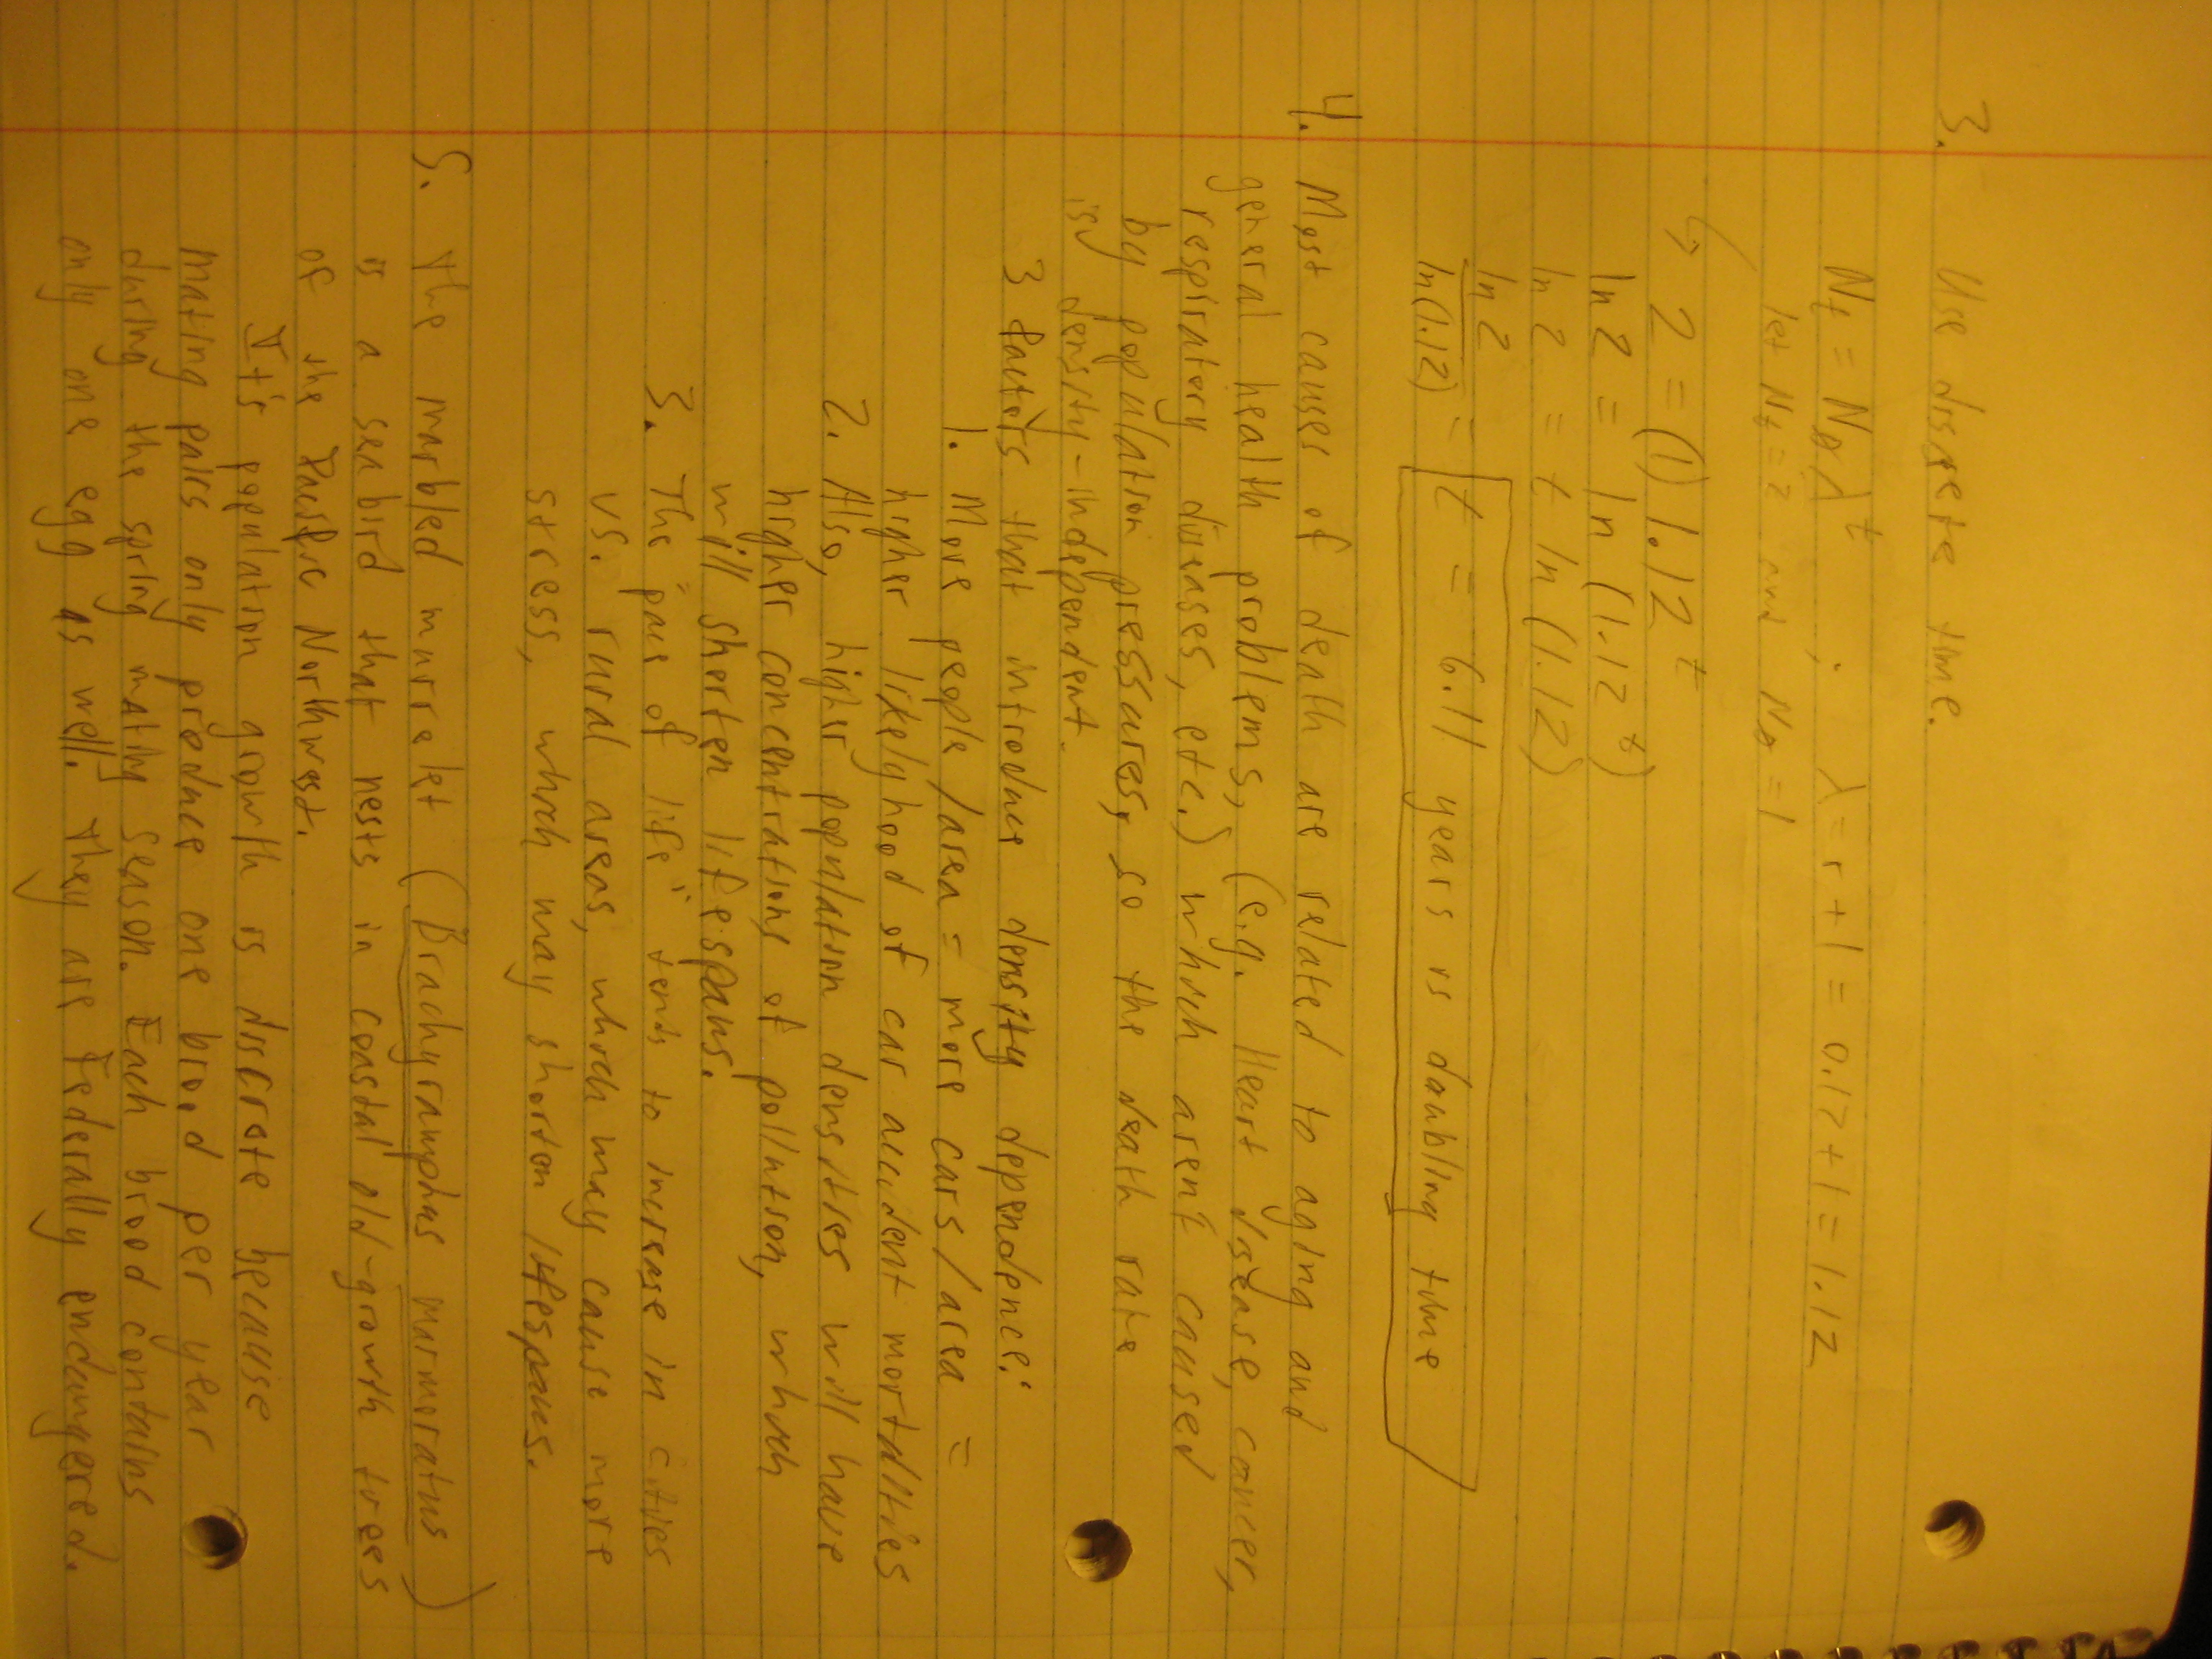 3. Use discrete time.
Nt = N0 λ^t ; λ = r + 1 = 0.12 + 1 = 1.12
let Nt = 2 and N0 = 1
↳ 2 = (1) 1.12^t
ln 2 = ln (1.12^t)
ln 2 = t ln (1.12)
ln 2 / ln(1.12) = t = 6.11 years is doubling time
4. Most causes of death are related to aging and
general health problems, (e.g. Heart disease, cancer,
respiratory diseases, etc.) which aren't caused
by population pressures, so the death rate
is density-independent.
3 factors that introduce density dependence:
1. More people/area = more cars/area =
higher likelyhood of car accident mortalities
2. Also, higher population densities will have
higher concentrations of pollution, which
will shorten lifespans.
3. The "pace of life" tends to increase in cities
vs. rural areas, which may cause more
stress, which may shorten lifespans.
5. The marbled murrelet (Brachyramphus marmoratus)
is a seabird that nests in coastal old-growth trees
of the Pacific Northwest.
It's population growth is discrete because
mating pairs only produce one brood per year
during the spring mating season. Each brood contains
only one egg as well. They are Federally endangered.